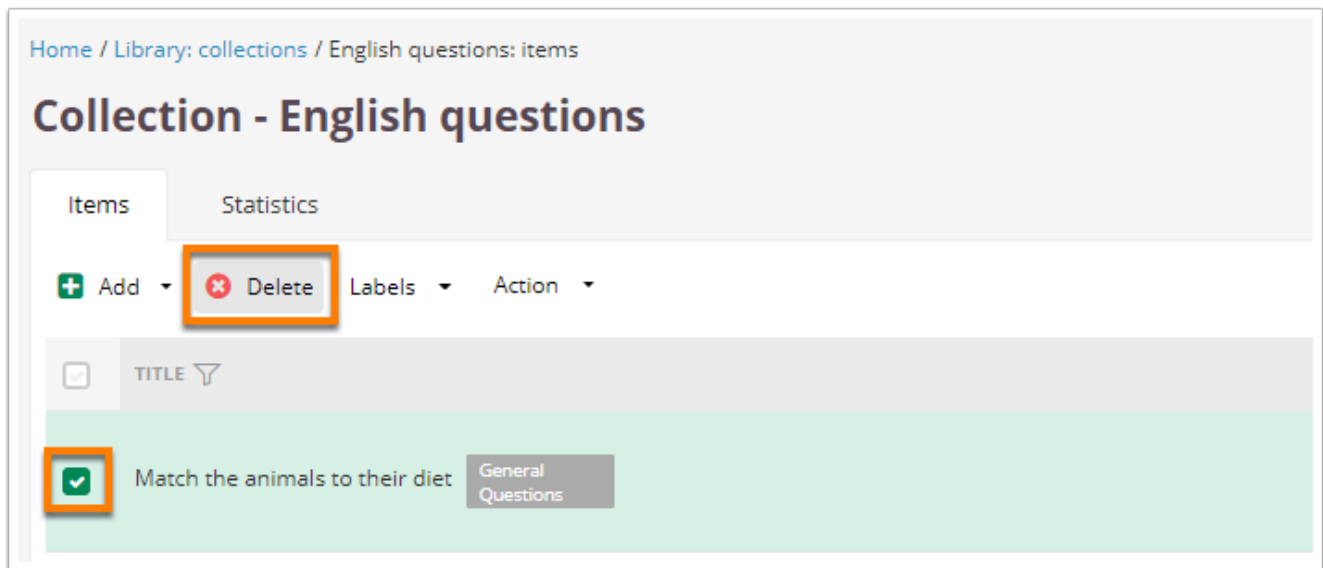 Home / Library: collections / English questions: items
Collection - English questions
Items Statistics
Add Delete Labels Action
TITLE
Match the animals to their diet General
Questions